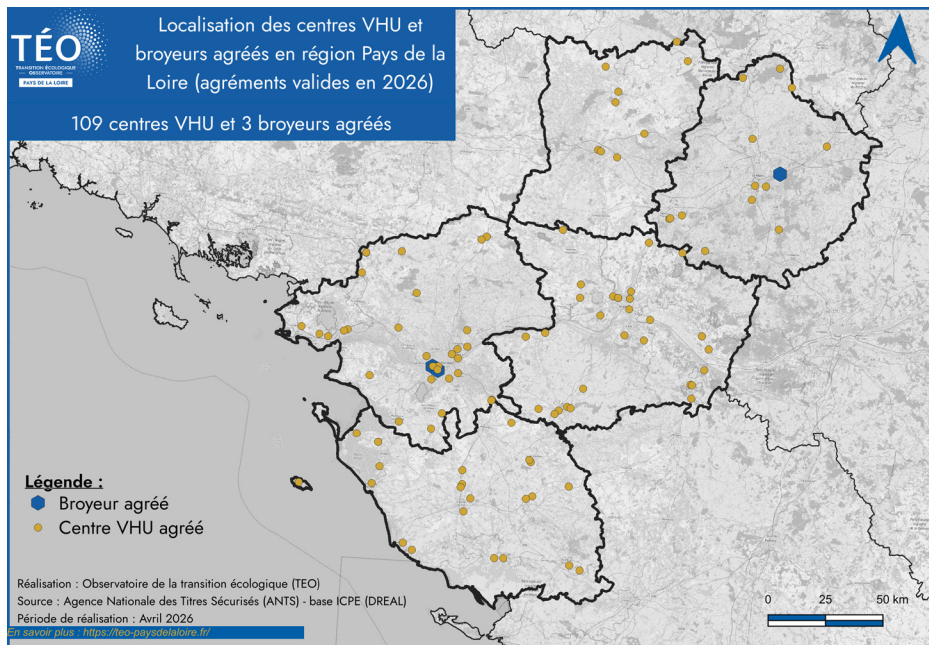 TÉO
TRANSITION ÉCOLOGIQUE
OBSERVATOIRE
PAYS DE LA LOIRE
Localisation des centres VHU et
broyeurs agréés en région Pays de la
Loire (agréments valides en 2026)
109 centres VHU et 3 broyeurs agréés
Légende :
Broyeur agréé
Centre VHU agréé
Réalisation : Observatoire de la transition écologique (TEO)
Source : Agence Nationale des Titres Sécurisés (ANTS) - base ICPE (DREAL)
Période de réalisation : Avril 2026
En savoir plus : https://teo-paysdelaloire.fr/
0 25 50 km